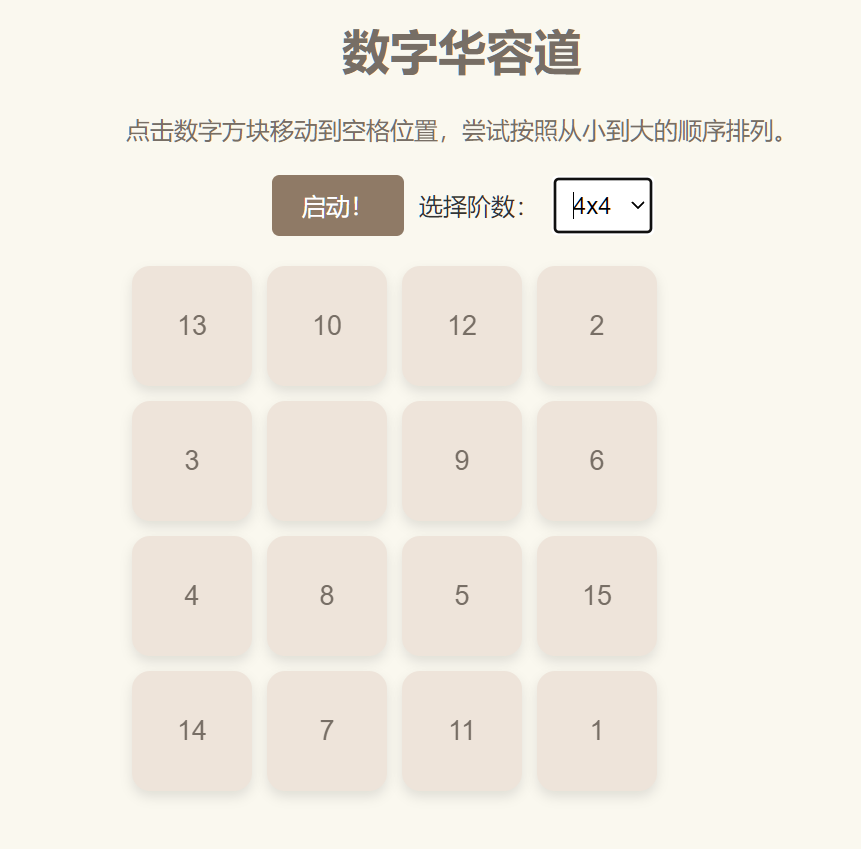 数字华容道
点击数字方块移动到空格位置，尝试按照从小到大的顺序排列。
启动！ 选择阶数： 4x4
13 10 12 2
3 9 6
4 8 5 15
14 7 11 1